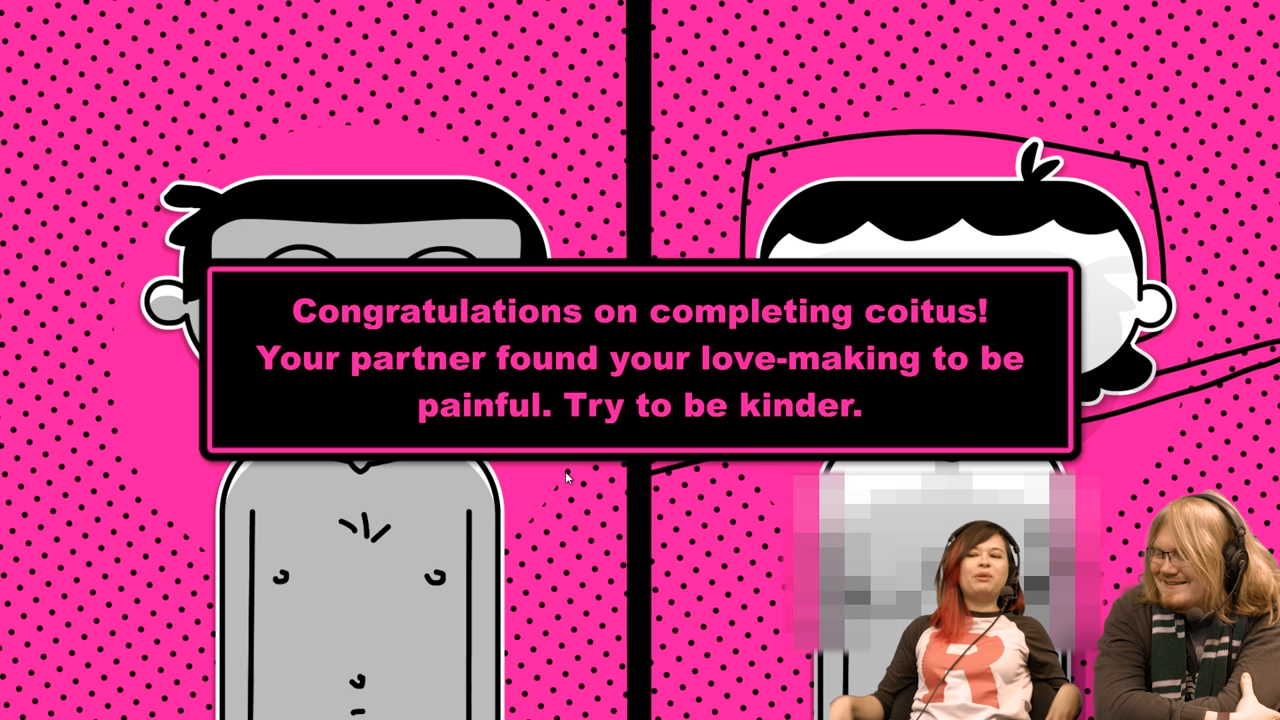 Congratulations on completing coitus!
Your partner found your love-making to be
painful. Try to be kinder.
R